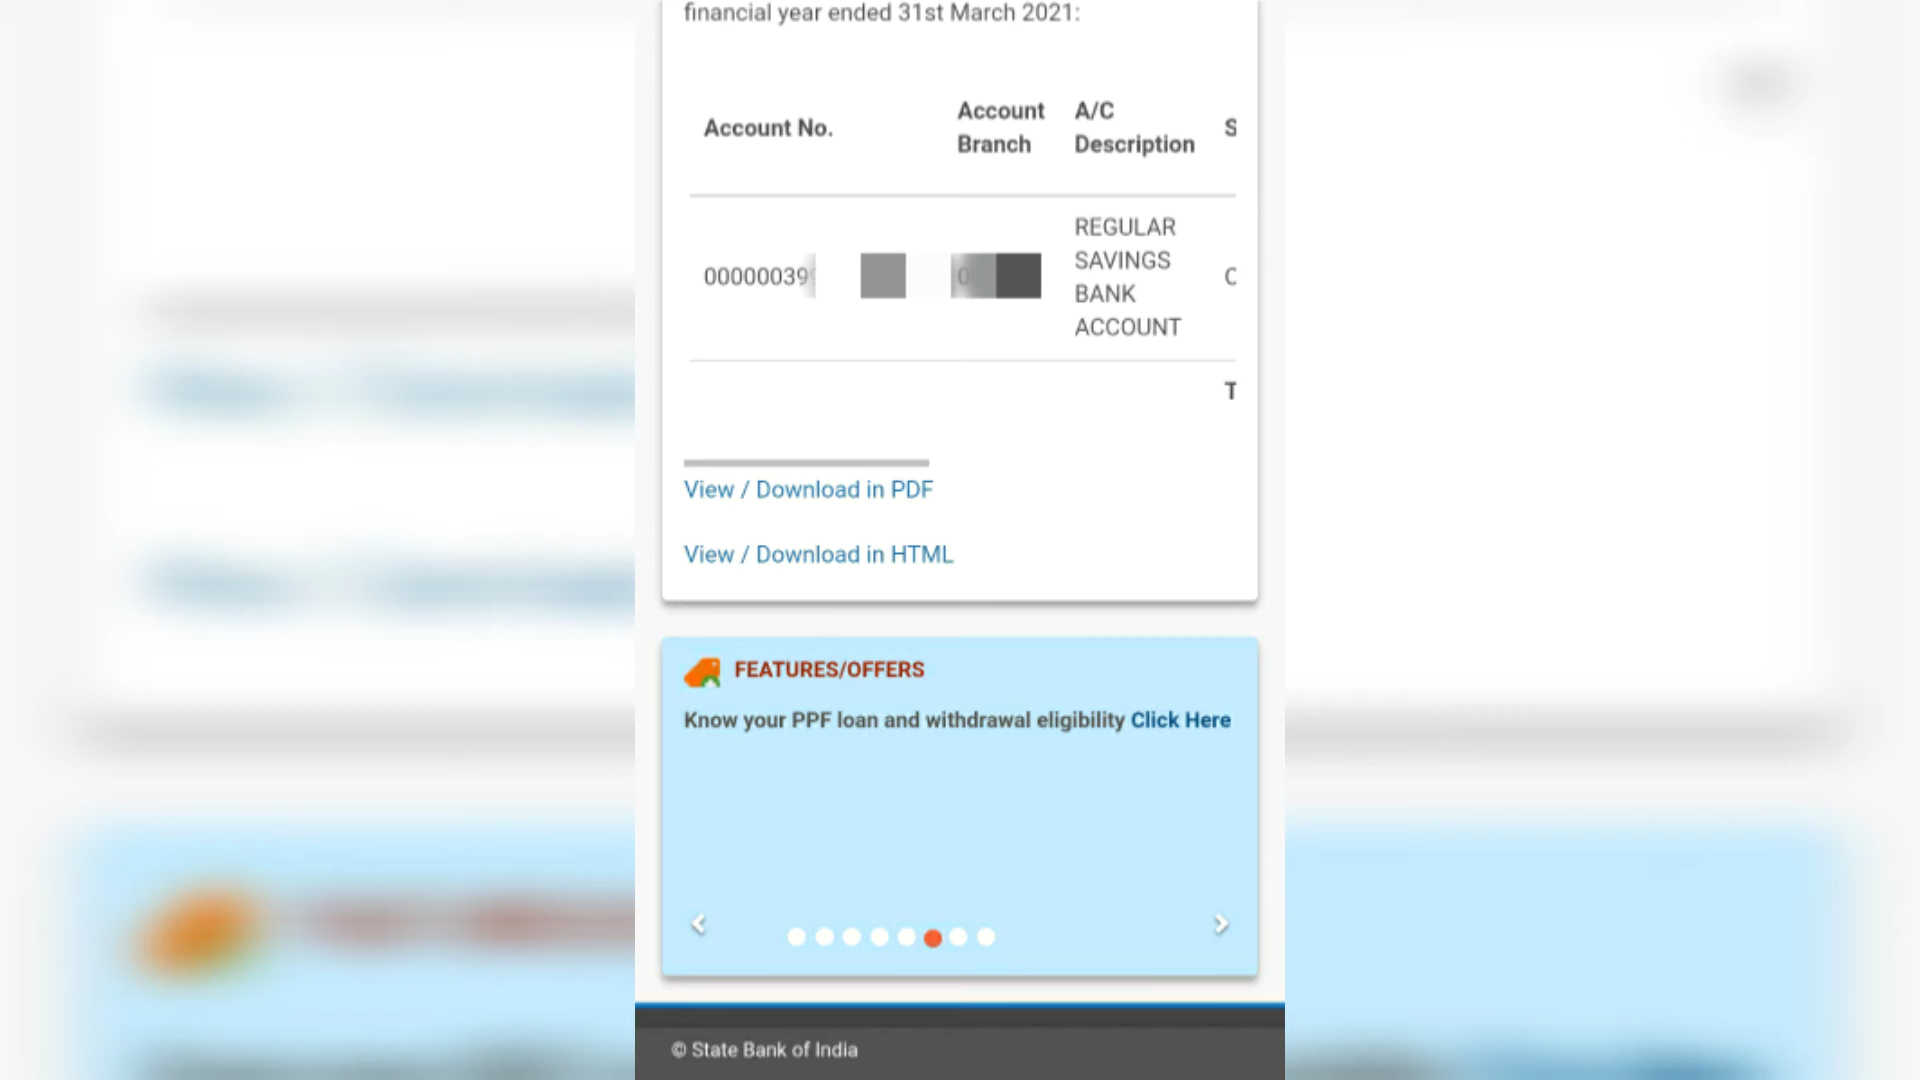 financial year ended 31st March 2021:
Account No.
Account
Branch
A/C
Description
S
000000399
0
REGULAR
SAVINGS
BANK
ACCOUNT
T
View / Download in PDF
View / Download in HTML
FEATURES/OFFERS
Know your PPF loan and withdrawal eligibility Click Here
© State Bank of India